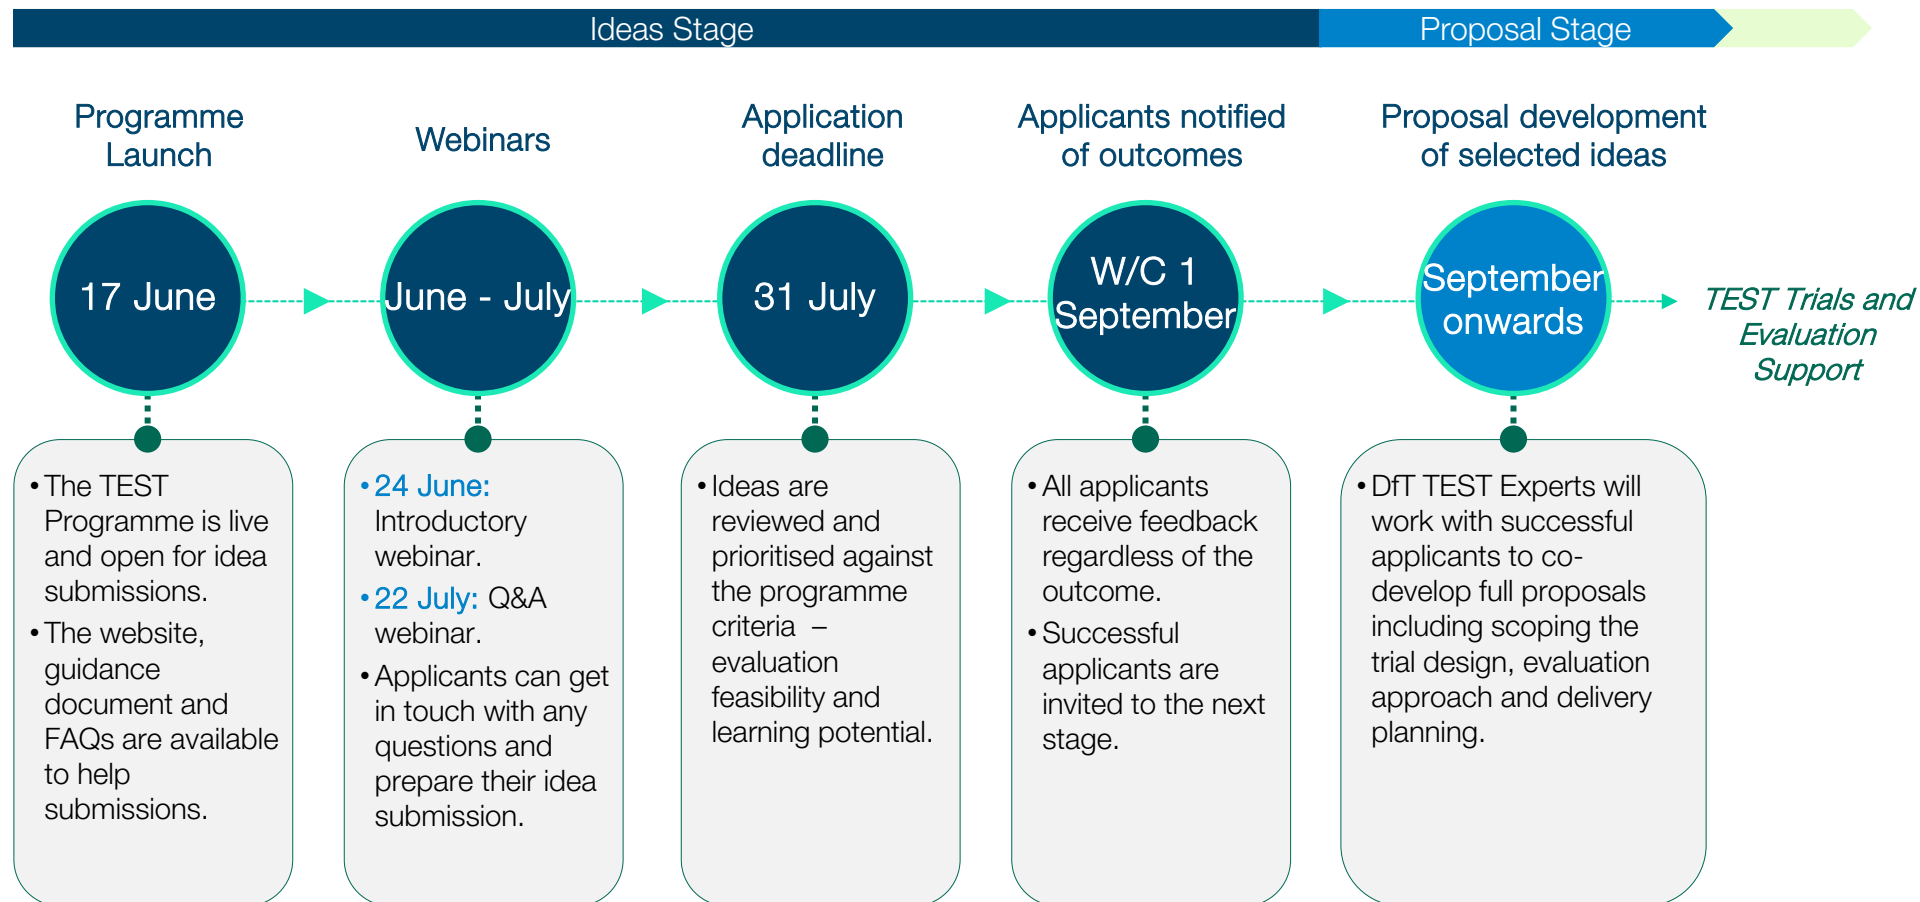 Ideas Stage
Proposal Stage
Programme
Launch
Webinars
Application
deadline
Applicants notified
of outcomes
Proposal development
of selected ideas
17 June
June - July
31 July
W/C 1
September
September
onwards
TEST Trials and
Evaluation
Support
• The TEST
Programme is live
and open for idea
submissions.
• The website,
guidance
document and
FAQs are available
to help
submissions.
• 24 June:
Introductory
webinar.
• 22 July: Q&A
webinar.
• Applicants can get
in touch with any
questions and
prepare their idea
submission.
• Ideas are
reviewed and
prioritised against
the programme
criteria –
evaluation
feasibility and
learning potential.
• All applicants
receive feedback
regardless of the
outcome.
• Successful
applicants are
invited to the next
stage.
• DfT TEST Experts will
work with successful
applicants to co-
develop full proposals
including scoping the
trial design, evaluation
approach and delivery
planning.